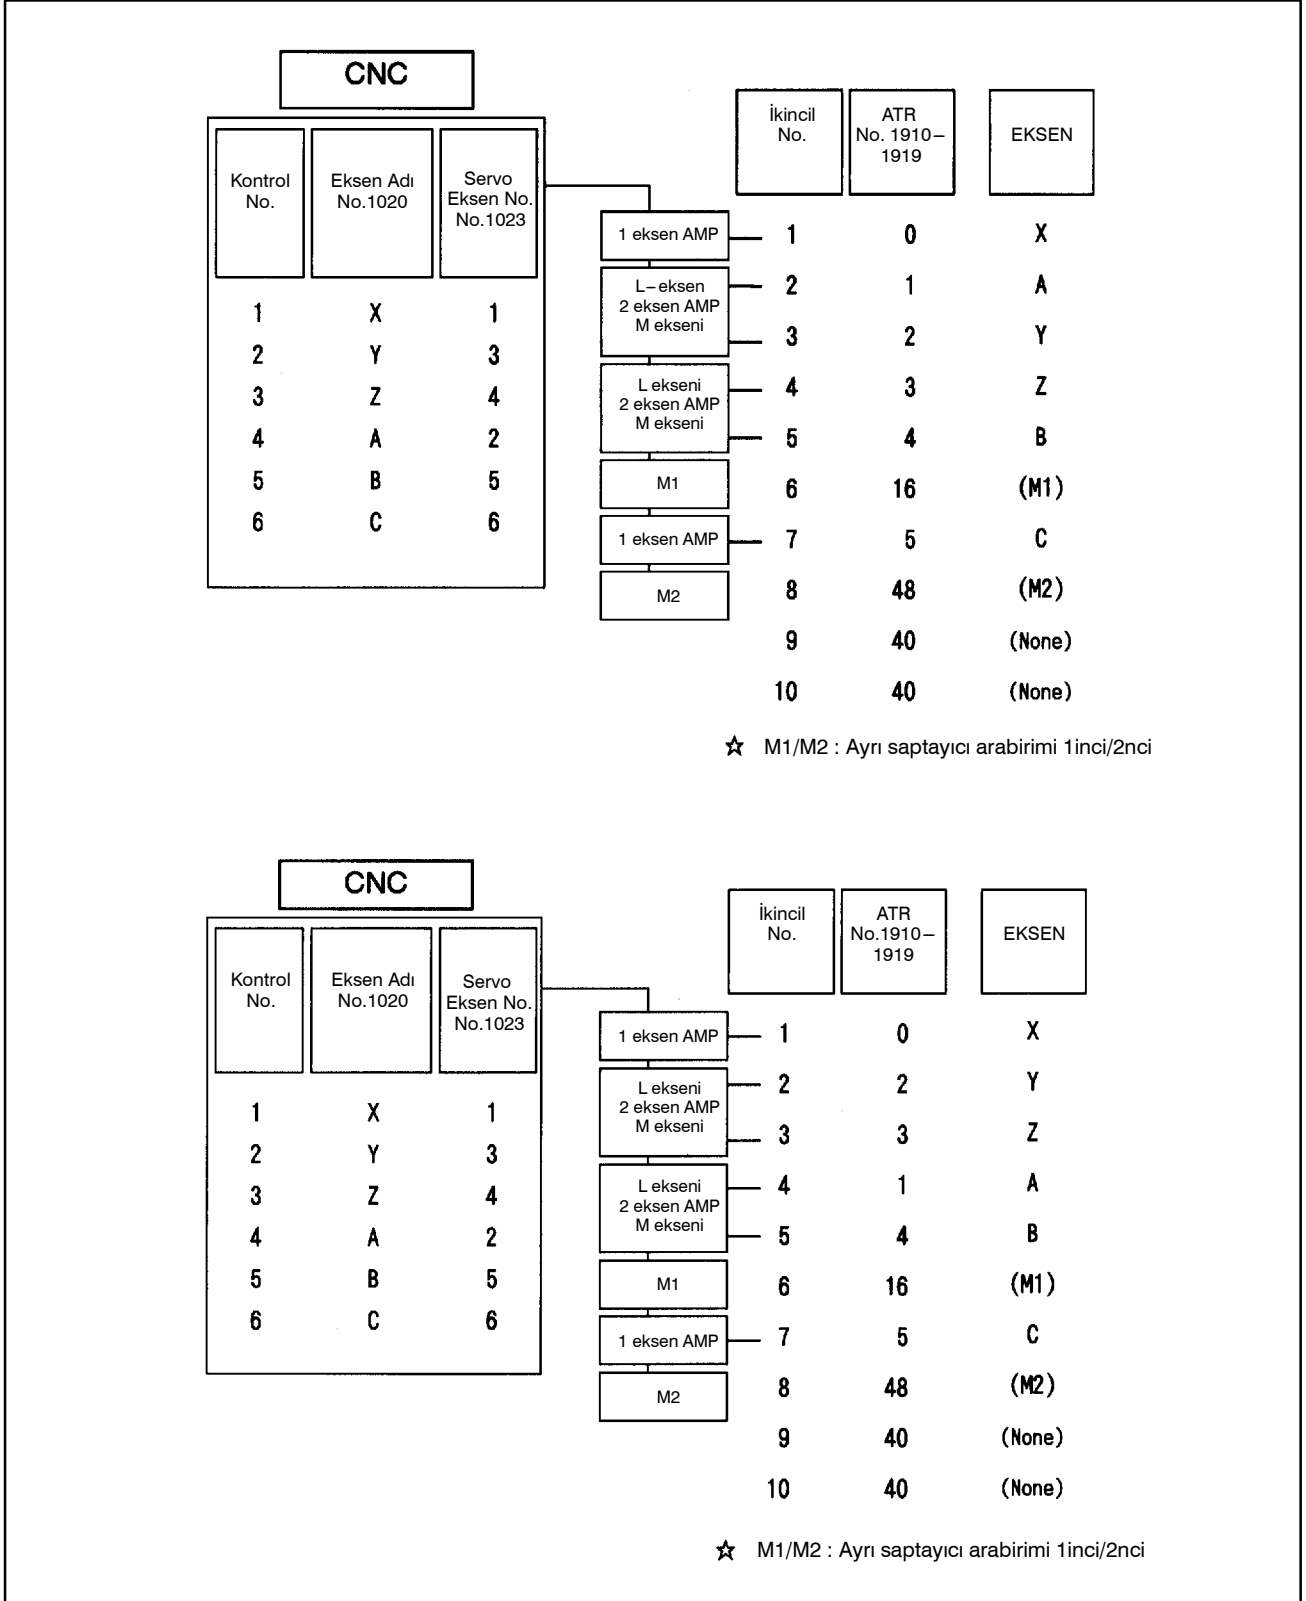 CNC
Kontrol No.
Eksen Adı No.1020
Servo Eksen No. No.1023
1 X 1
2 Y 3
3 Z 4
4 A 2
5 B 5
6 C 6
1 eksen AMP
L–eksen
2 eksen AMP
M ekseni
L ekseni
2 eksen AMP
M ekseni
M1
1 eksen AMP
M2
İkincil No.
ATR No. 1910–1919
EKSEN
1 0 X
2 1 A
3 2 Y
4 3 Z
5 4 B
6 16 (M1)
7 5 C
8 48 (M2)
9 40 (None)
10 40 (None)
☆ M1/M2 : Ayrı saptayıcı arabirimi 1inci/2nci
CNC
Kontrol No.
Eksen Adı No.1020
Servo Eksen No. No.1023
1 X 1
2 Y 3
3 Z 4
4 A 2
5 B 5
6 C 6
1 eksen AMP
L ekseni
2 eksen AMP
M ekseni
L ekseni
2 eksen AMP
M ekseni
M1
1 eksen AMP
M2
İkincil No.
ATR No.1910–1919
EKSEN
1 0 X
2 2 Y
3 3 Z
4 1 A
5 4 B
6 16 (M1)
7 5 C
8 48 (M2)
9 40 (None)
10 40 (None)
☆ M1/M2 : Ayrı saptayıcı arabirimi 1inci/2nci